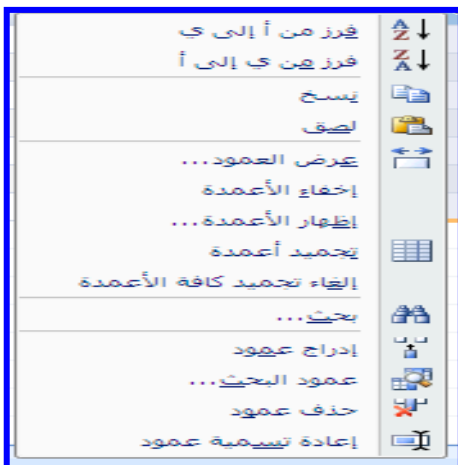 فرز من أ إلى ي
فرز من ي إلى أ
نسخ
لصق
عرض العمود...
إخفاء الأعمدة
إظهار الأعمدة...
تجميد أعمدة
إلغاء تجميد كافة الأعمدة
بحث...
إدراج عمود
عمود البحث...
حذف عمود
إعادة تسمية عمود